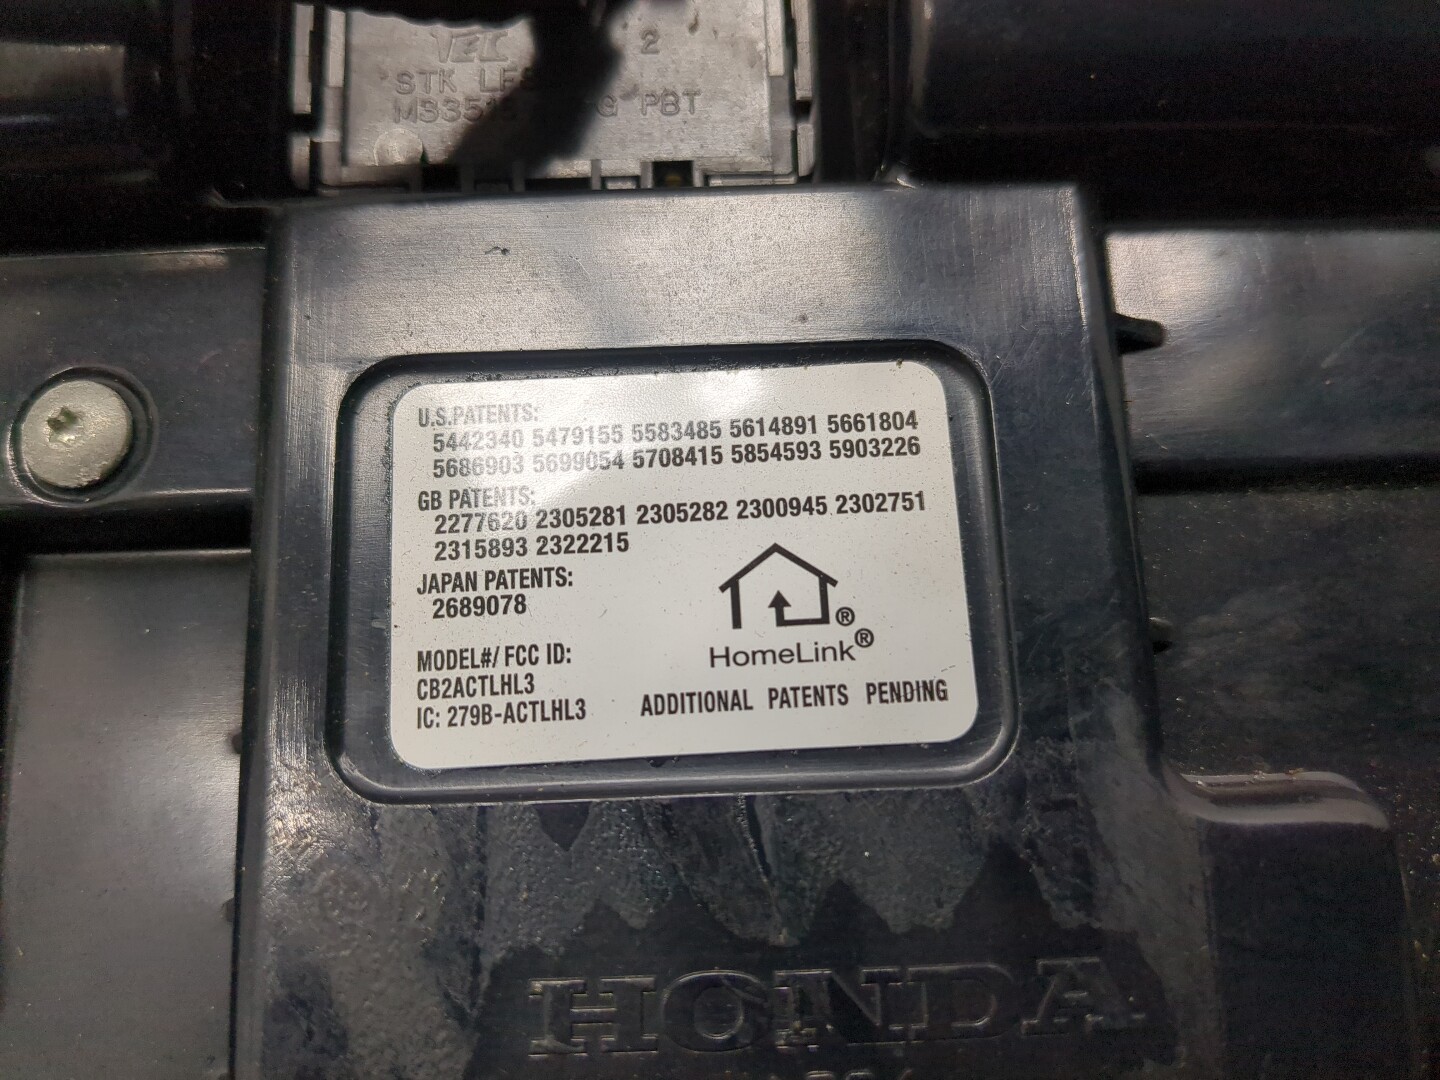 TEC 2
STK
PBT
U.S.PATENTS:
5442340 5479155 5583485 5614891 5661804
5686903 5699054 5708415 5854593 5903226
GB PATENTS:
2277620 2305281 2305282 2300945 2302751
2315893 2322215
JAPAN PATENTS:
2689078
®
HomeLink®
MODEL#/ FCC ID:
CB2ACTLHL3
IC: 279B-ACTLHL3
ADDITIONAL PATENTS PENDING
HONDA